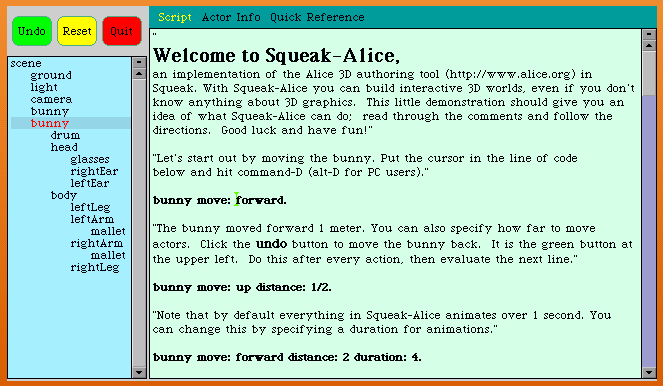 Undo Reset Quit
Script Actor Info Quick Reference
scene
ground
light
camera
bunny
bunny
drum
head
glasses
rightEar
leftEar
body
leftLeg
leftArm
mallet
rightArm
mallet
rightLeg
"
Welcome to Squeak-Alice,
an implementation of the Alice 3D authoring tool (http://www.alice.org) in
Squeak. With Squeak-Alice you can build interactive 3D worlds, even if you don't
know anything about 3D graphics. This little demonstration should give you an
idea of what Squeak-Alice can do; read through the comments and follow the
directions. Good luck and have fun!"
"Let's start out by moving the bunny. Put the cursor in the line of code
below and hit command-D (alt-D for PC users)."
bunny move: forward.
"The bunny moved forward 1 meter. You can also specify how far to move
actors. Click the undo button to move the bunny back. It is the green button at
the upper left. Do this after every action, then evaluate the next line."
bunny move: up distance: 1/2.
"Note that by default everything in Squeak-Alice animates over 1 second. You
can change this by specifying a duration for animations."
bunny move: forward distance: 2 duration: 4.